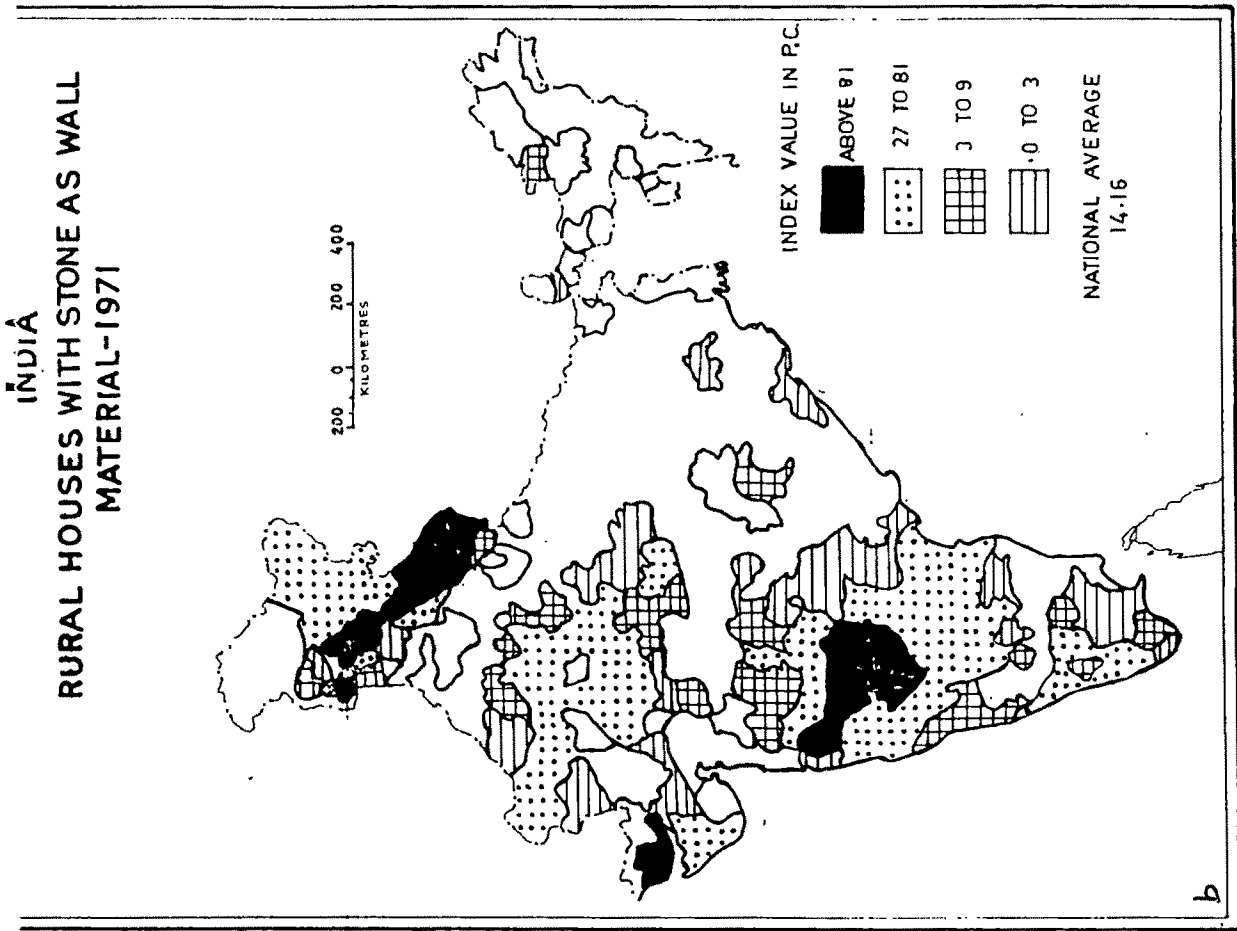 INDIA
RURAL HOUSES WITH STONE AS WALL
MATERIAL-1971
200 0 200 400
KILOMETRES
INDEX VALUE IN P.C.
ABOVE 81
27 TO 81
3 TO 9
.0 TO 3
NATIONAL AVERAGE
14.16
9